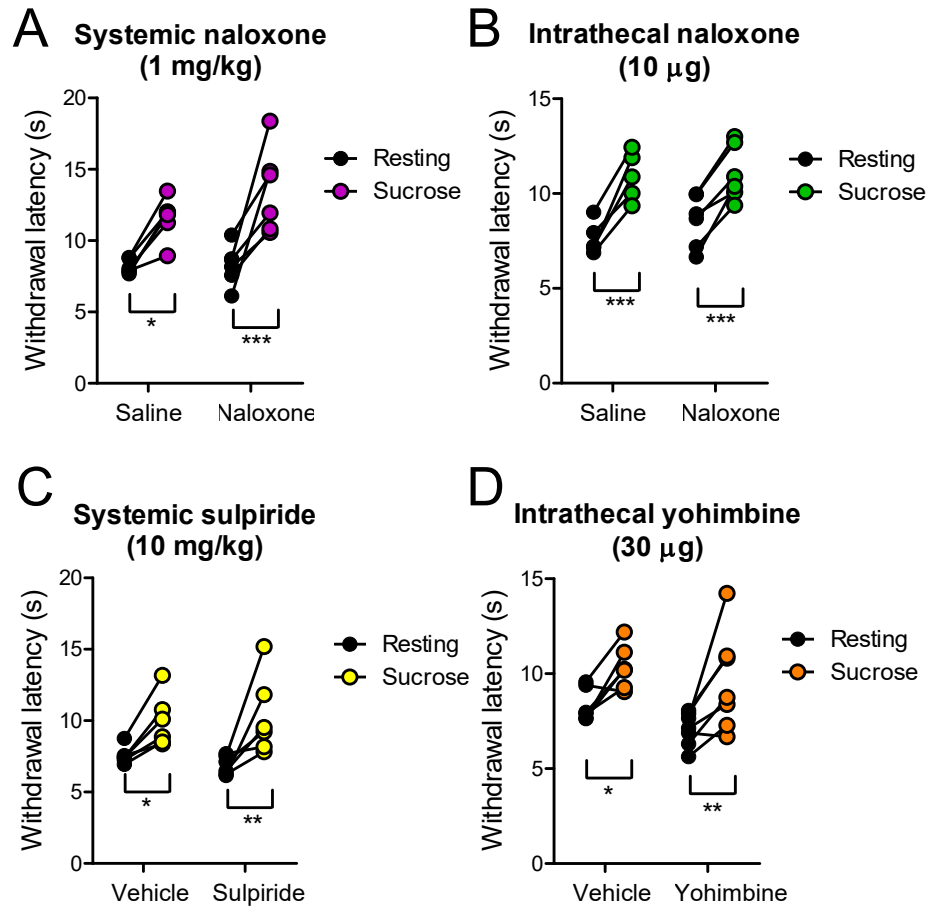 A
Systemic naloxone
(1 mg/kg)
Withdrawal latency (s)
20
15
10
5
0
Resting
Sucrose
*
***
Saline
Naloxone
B
Intrathecal naloxone
(10 µg)
Withdrawal latency (s)
15
10
5
0
Resting
Sucrose
***
***
Saline
Naloxone
C
Systemic sulpiride
(10 mg/kg)
Withdrawal latency (s)
20
15
10
5
0
Resting
Sucrose
*
**
Vehicle
Sulpiride
D
Intrathecal yohimbine
(30 µg)
Withdrawal latency (s)
15
10
5
0
Resting
Sucrose
*
**
Vehicle
Yohimbine